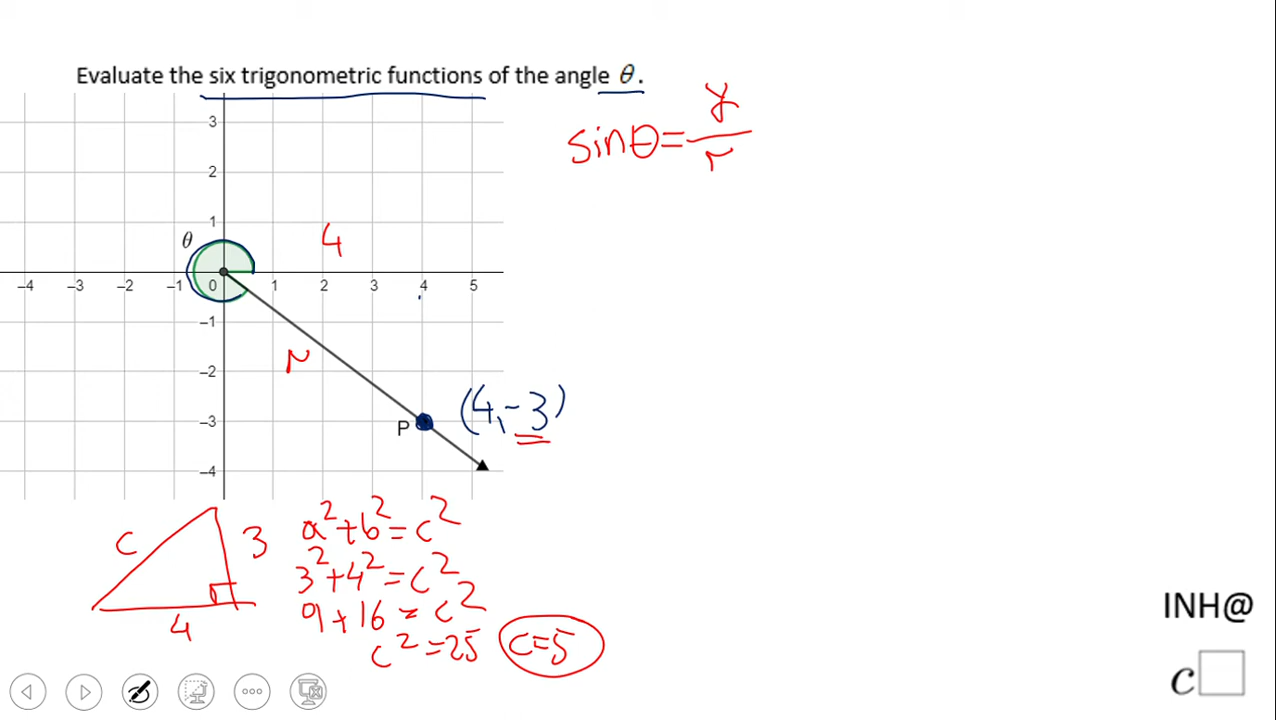 Evaluate the six trigonometric functions of the angle θ.
sinθ = y/r
3
2
1
θ
4
−4 −3 −2 −1 0 1 2 3 4 5
−1
r
−2
−3
P
(4,-3)
−4
c
3
4
a²+b²=c²
3²+4²=c²
9+16=c²
c²=25
c=5
INH@
c